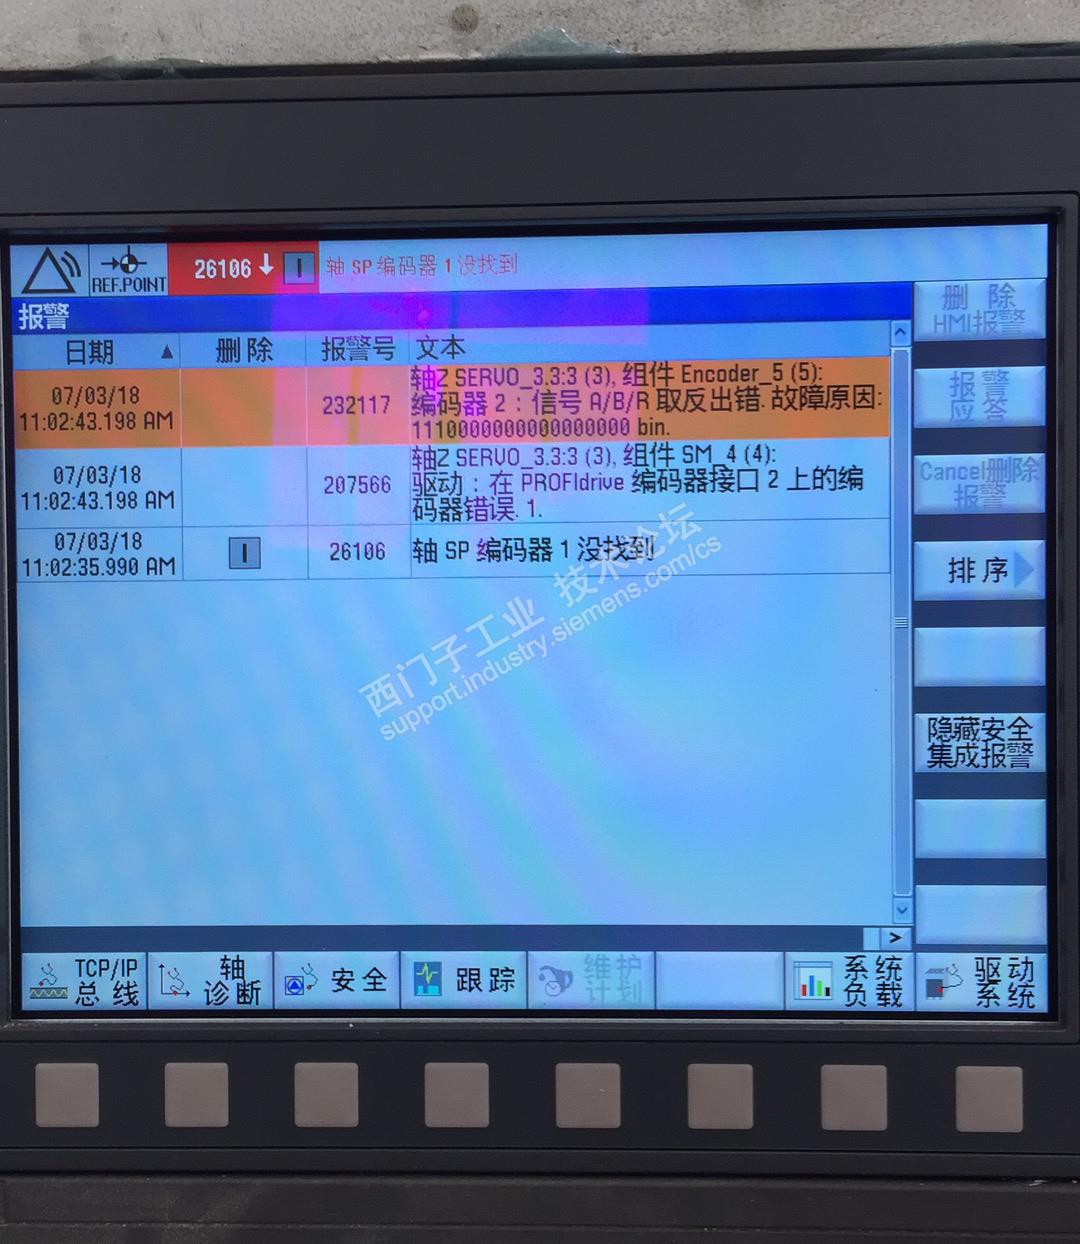 REF.POINT
26106 ↓
轴 SP 编码器 1 没找到
报警
日期 ▲ 删除 报警号 文本
07/03/18
11:02:43.198 AM
232117
轴Z SERVO_3.3:3 (3), 组件 Encoder_5 (5):
编码器 2 : 信号 A/B/R 取反出错. 故障原因:
1110000000000000000 bin.
07/03/18
11:02:43.198 AM
207566
轴Z SERVO_3.3:3 (3), 组件 SM_4 (4):
驱动 : 在 PROFIdrive 编码器接口 2 上的编
码器错误. 1.
07/03/18
11:02:35.990 AM
26106
轴 SP 编码器 1 没找到
删 除
HMI报警
报 警
应 答
Cancel删除
报警
排 序
隐藏安全
集成报警
西门子工业 技术论坛
support.industry.siemens.com/cs
>
TCP/IP
总 线
轴
诊断
安 全
跟 踪
维护
计划
系 统
负 载
驱 动
系 统